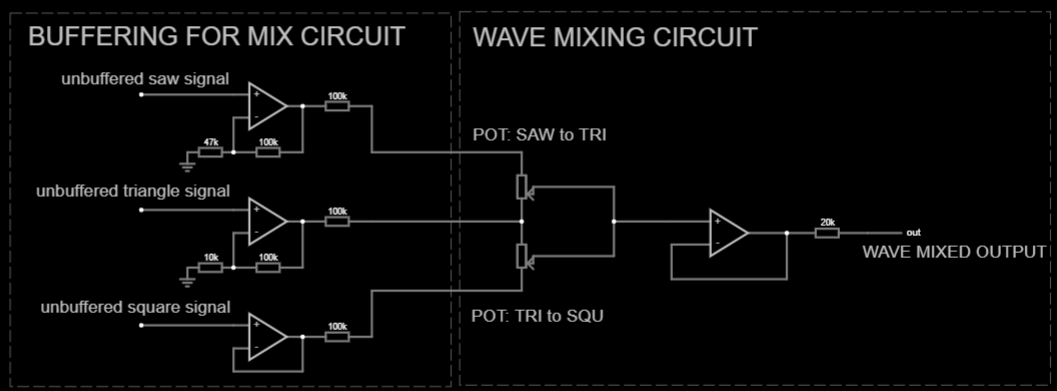 BUFFERING FOR MIX CIRCUIT
WAVE MIXING CIRCUIT
unbuffered saw signal
+
-
100k
47k
100k
POT: SAW to TRI
unbuffered triangle signal
+
-
100k
10k
100k
+
-
20k
out
WAVE MIXED OUTPUT
unbuffered square signal
+
-
100k
POT: TRI to SQU